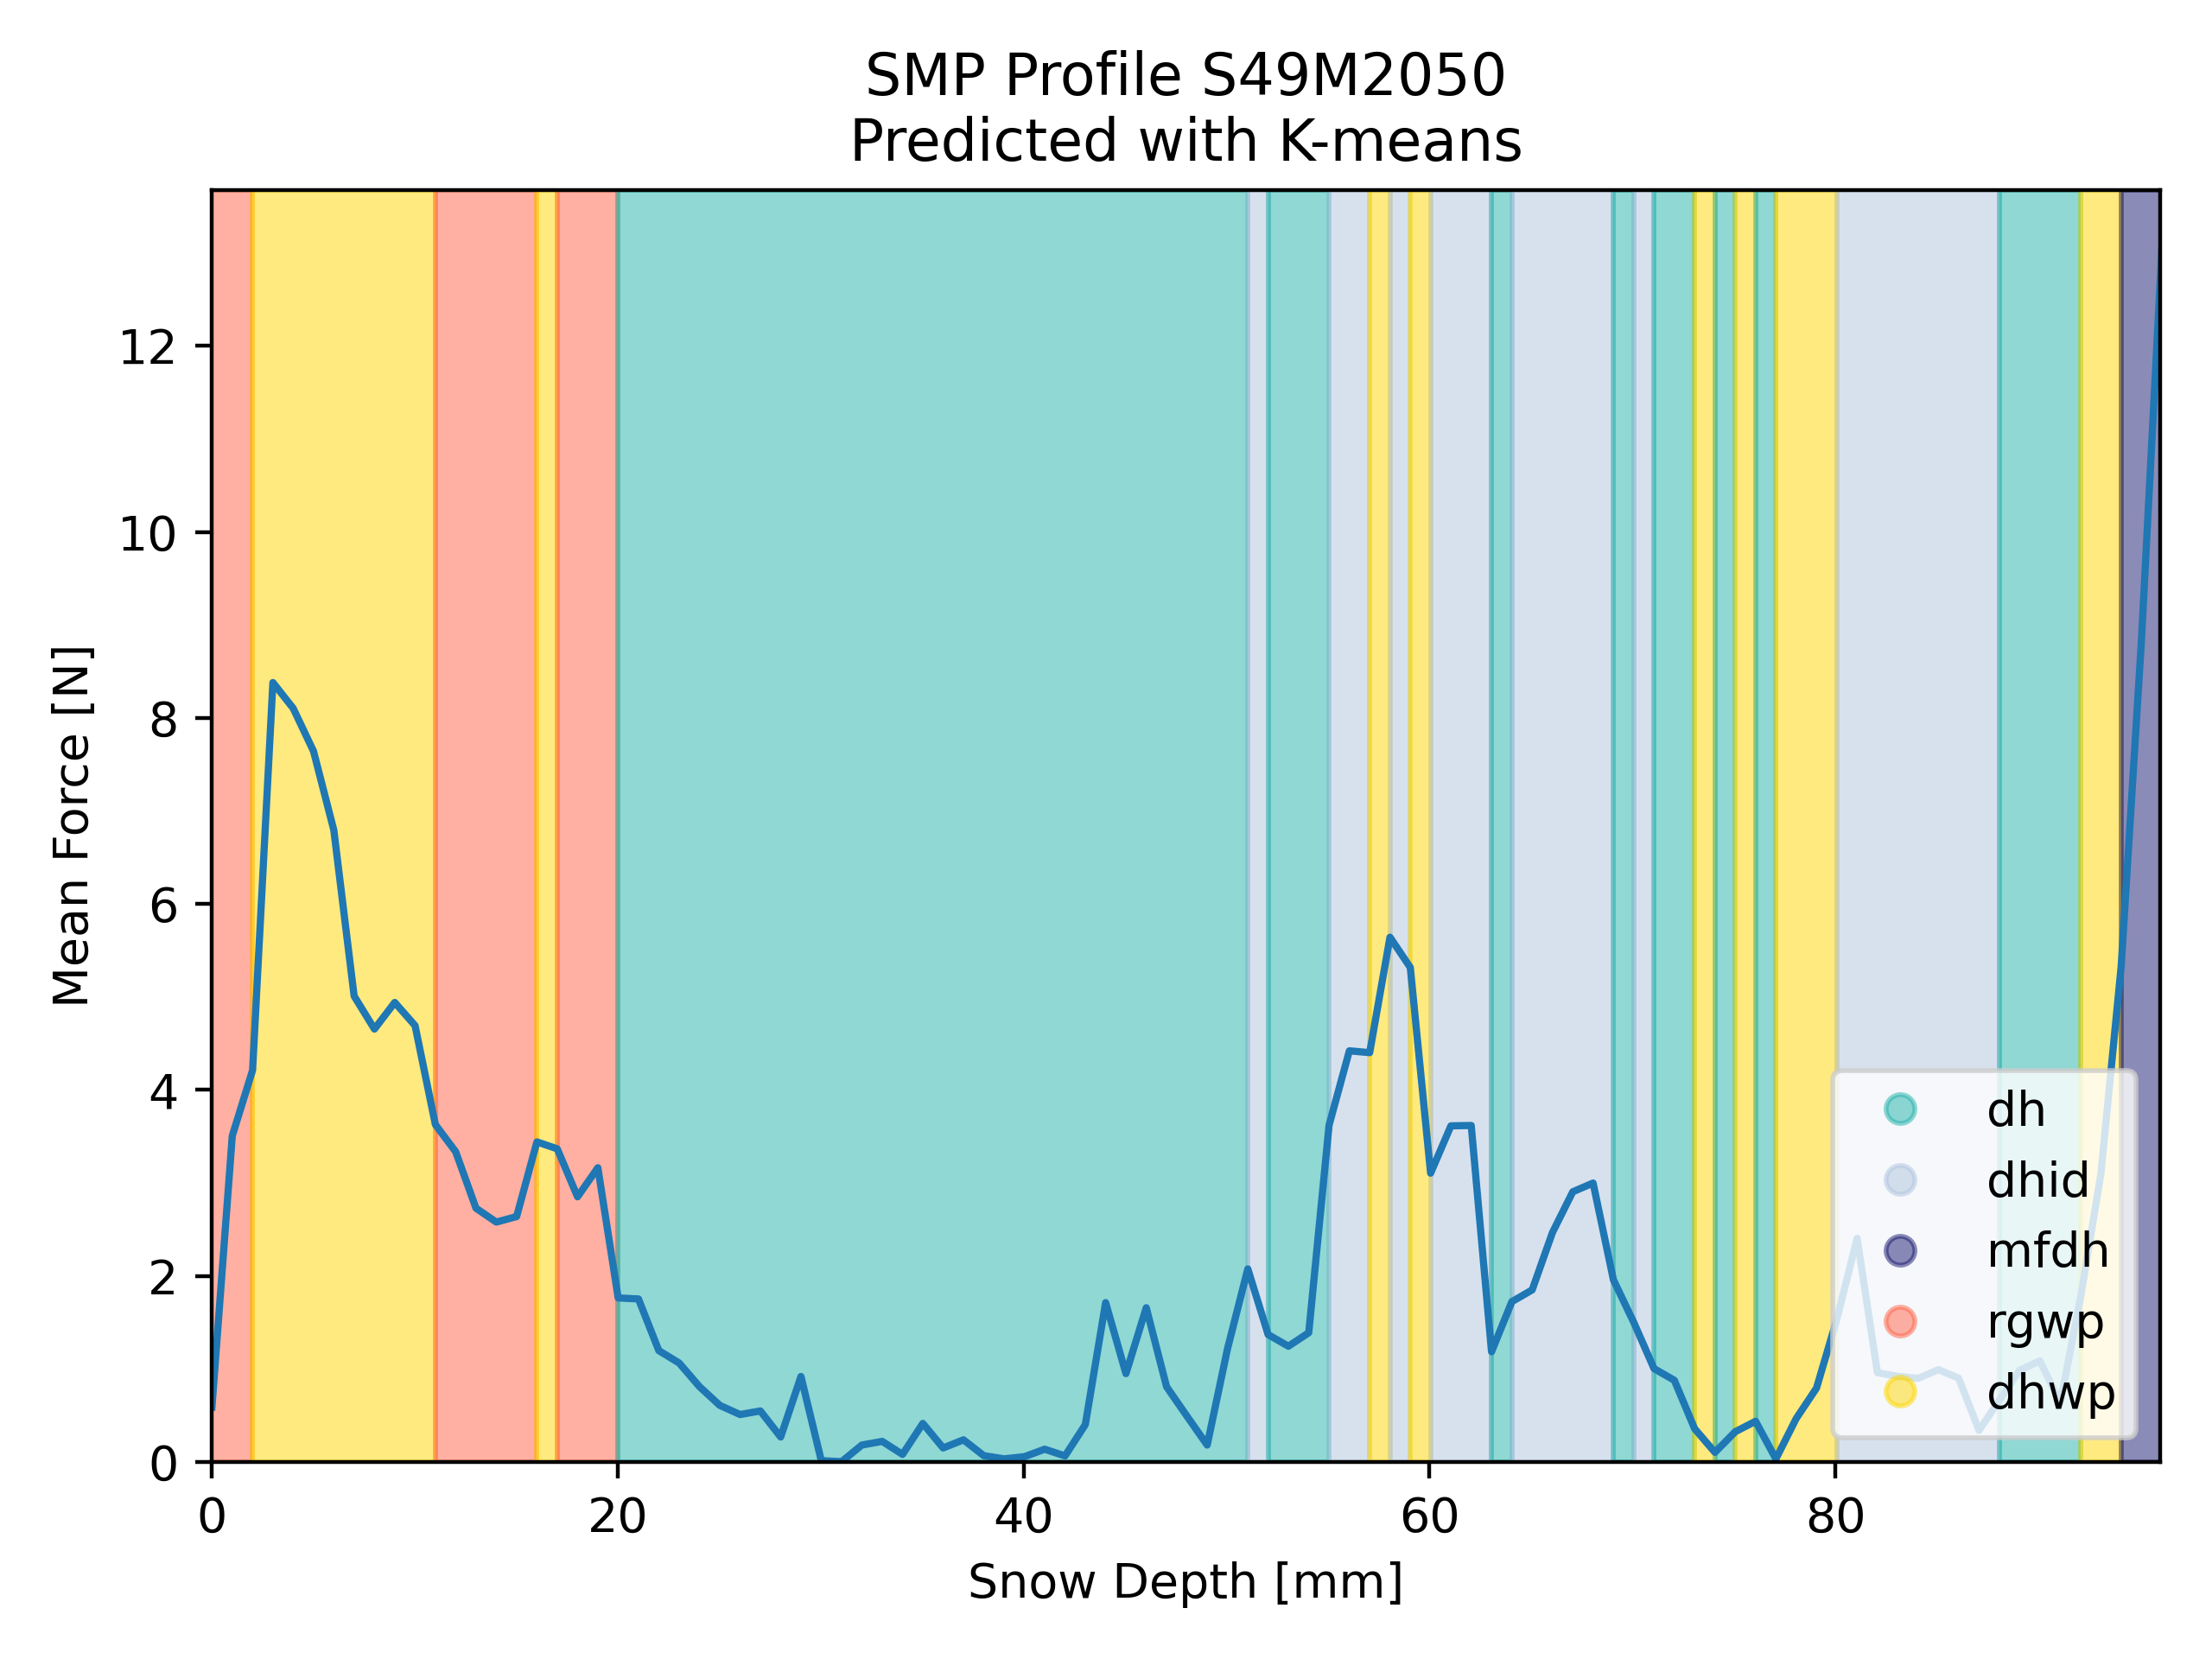 SMP Profile S49M2050
Predicted with K-means
Mean Force [N]
12
10
8
6
4
2
0
0 20 40 60 80
Snow Depth [mm]
dh
dhid
mfdh
rgwp
dhwp